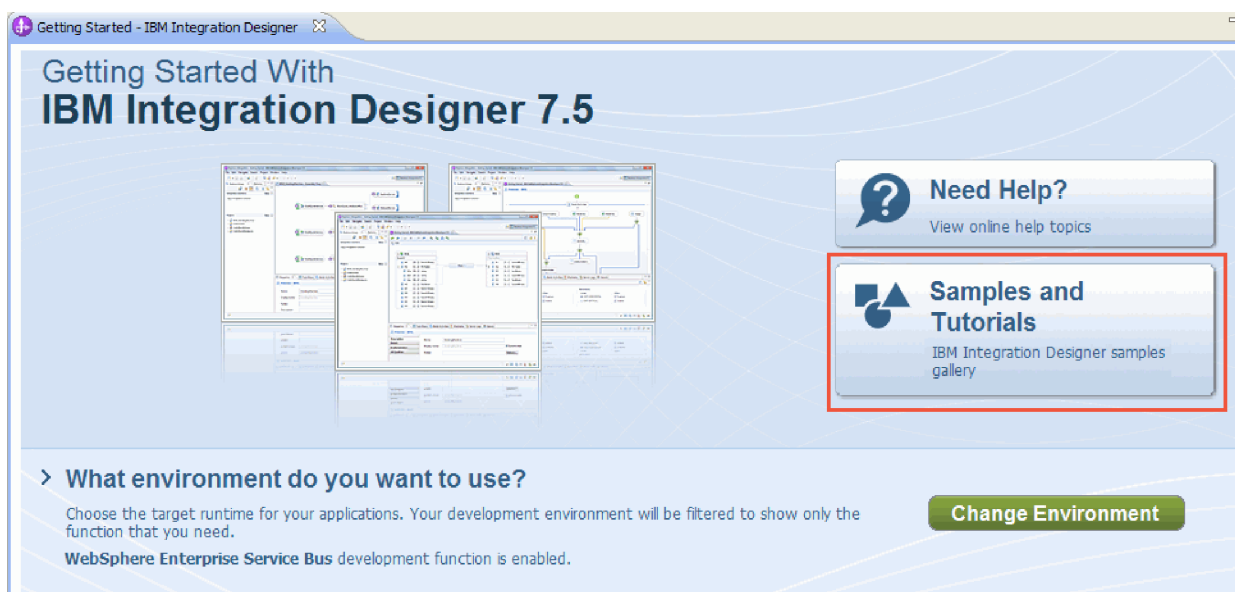 Getting Started - IBM Integration Designer
Getting Started With
IBM Integration Designer 7.5
Need Help?
View online help topics
Samples and
Tutorials
IBM Integration Designer samples
gallery
What environment do you want to use?
Choose the target runtime for your applications. Your development environment will be filtered to show only the
function that you need.
WebSphere Enterprise Service Bus development function is enabled.
Change Environment